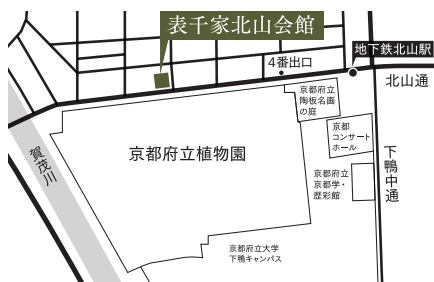 表千家北山会館
地下鉄北山駅
4番出口
北山通
京都府立
陶板名画
の庭
京都
コンサート
ホール
賀茂川
京都府立植物園
下鴨中通
京都府立
京都学・
歴彩館
京都府立大学
下鴨キャンパス